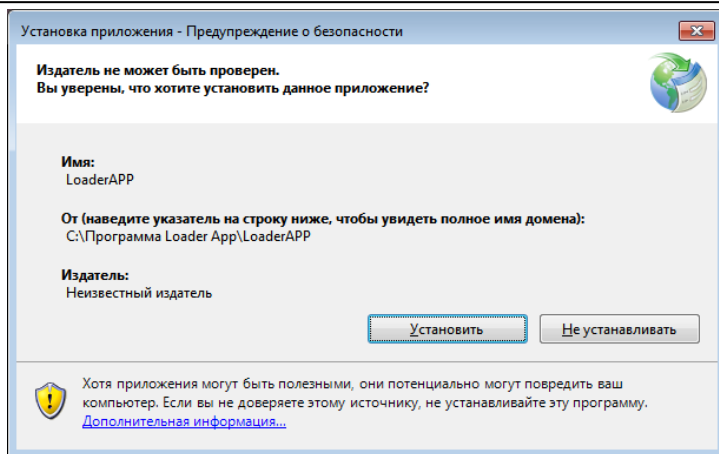 Установка приложения - Предупреждение о безопасности
Издатель не может быть проверен.
Вы уверены, что хотите установить данное приложение?
Имя:
LoaderAPP
От (наведите указатель на строку ниже, чтобы увидеть полное имя домена):
C:\Программа Loader App\LoaderAPP
Издатель:
Неизвестный издатель
Установить
Не устанавливать
Хотя приложения могут быть полезными, они потенциально могут повредить ваш
компьютер. Если вы не доверяете этому источнику, не устанавливайте эту программу.
Дополнительная информация...